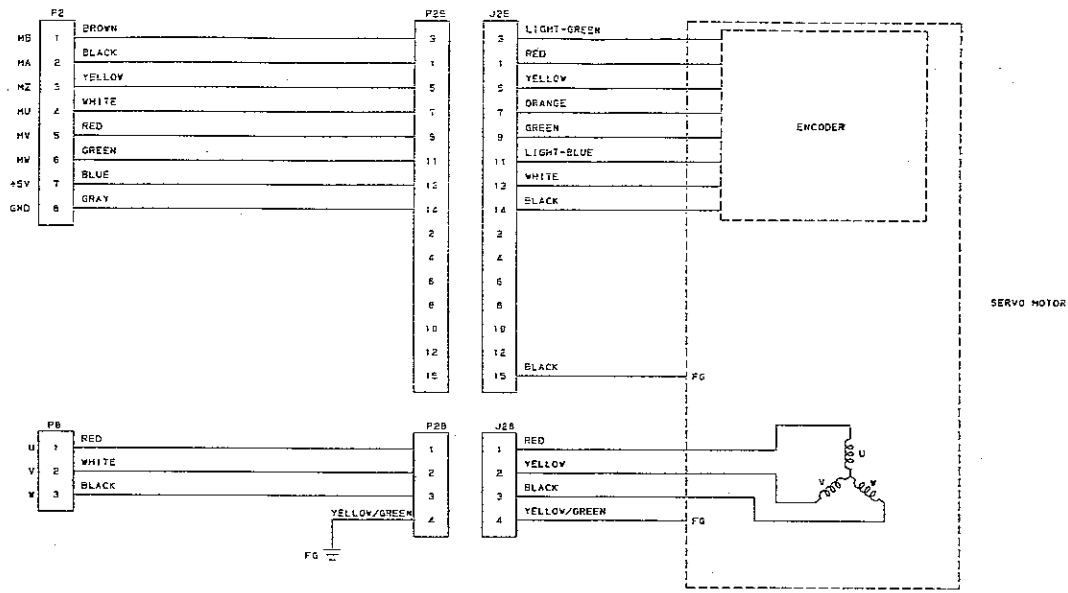 P2 P25 J25
MB 1 BROWN 3 3 LIGHT-GREEN
MA 2 BLACK 1 1 RED
MZ 3 YELLOW 5 5 YELLOW
MU 4 WHITE 7 7 ORANGE
MV 5 RED 9 9 GREEN
MW 6 GREEN 11 11 LIGHT-BLUE
+5V 7 BLUE 13 13 WHITE
GND 8 GRAY 14 14 BLACK
ENCODER
2 2
4 4
6 6
8 8
10 10
12 12
15 15 BLACK FG
SERVO MOTOR
P8 P28 J28
U 1 RED 1 1 RED
V 2 WHITE 2 2 YELLOW
W 3 BLACK 3 3 BLACK
YELLOW/GREEN 4 4 YELLOW/GREEN FG
FG
U
V W